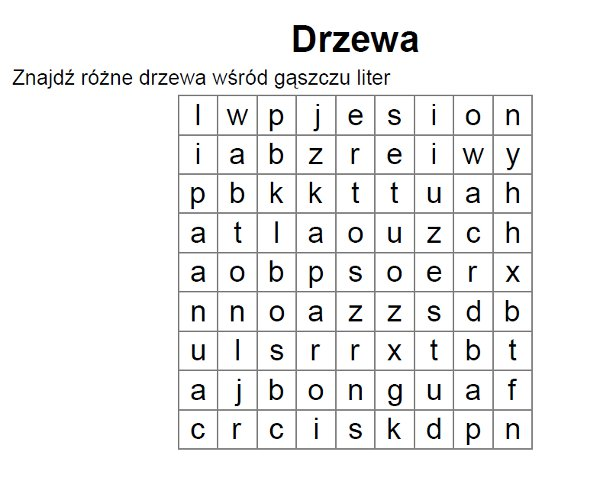 Drzewa
Znajdź różne drzewa wśród gąszczu liter
l w p j e s i o n
i a b z r e i w y
p b k k t t u a h
a t l a o u z c h
a o b p s o e r x
n n o a z z s d b
u l s r r x t b t
a j b o n g u a f
c r c i s k d p n